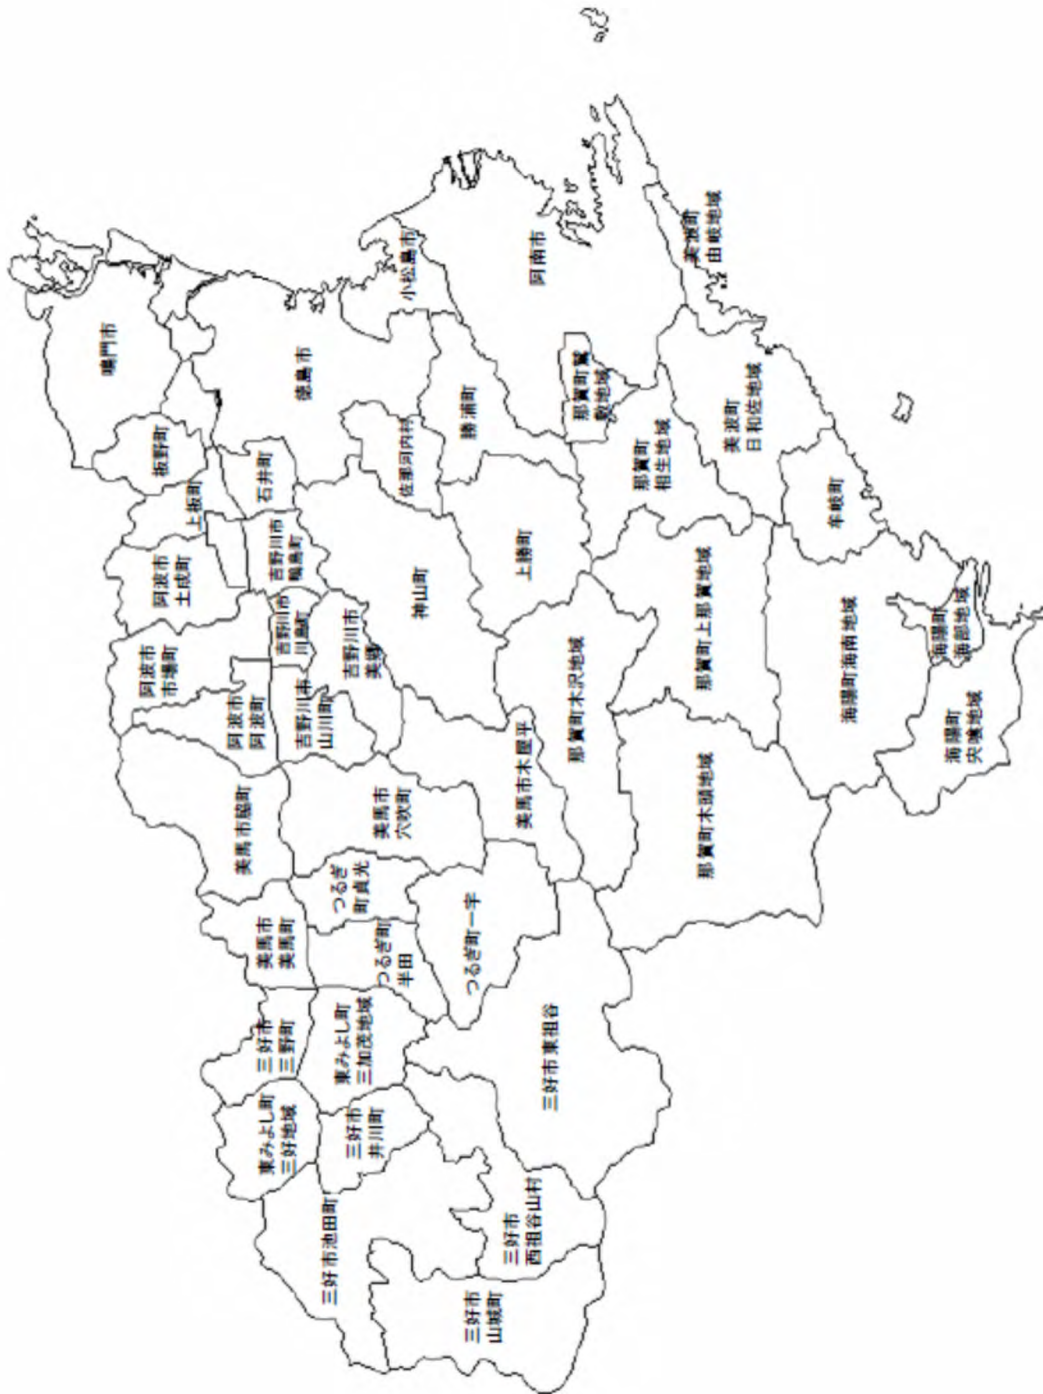 鳴門市
板野町
上板町
阿波市
土成町
阿波市
市場町
阿波市
阿波町
美馬市脇町
美馬市
美馬町
三好市
三野町
東みよし町
三好地域
三好市池田町
徳島市
石井町
吉野川市
鴨島町
吉野川市
川島町
吉野川市
山川町
吉野川市
美郷
美馬市
穴吹町
つるぎ
町貞光
つるぎ町
半田
東みよし町
三加茂地域
三好市
井川町
小松島市
佐那河内村
勝浦町
神山町
上勝町
美馬市木屋平
つるぎ町一宇
三好市東祖谷
三好市
西祖谷山村
三好市
山城町
阿南市
那賀町鷲
敷地域
那賀町
相生地域
那賀町木沢地域
那賀町上那賀地域
那賀町木頭地域
美波町
由岐地域
美波町
日和佐地域
牟岐町
海陽町海南地域
海陽町
海部地域
海陽町
宍喰地域